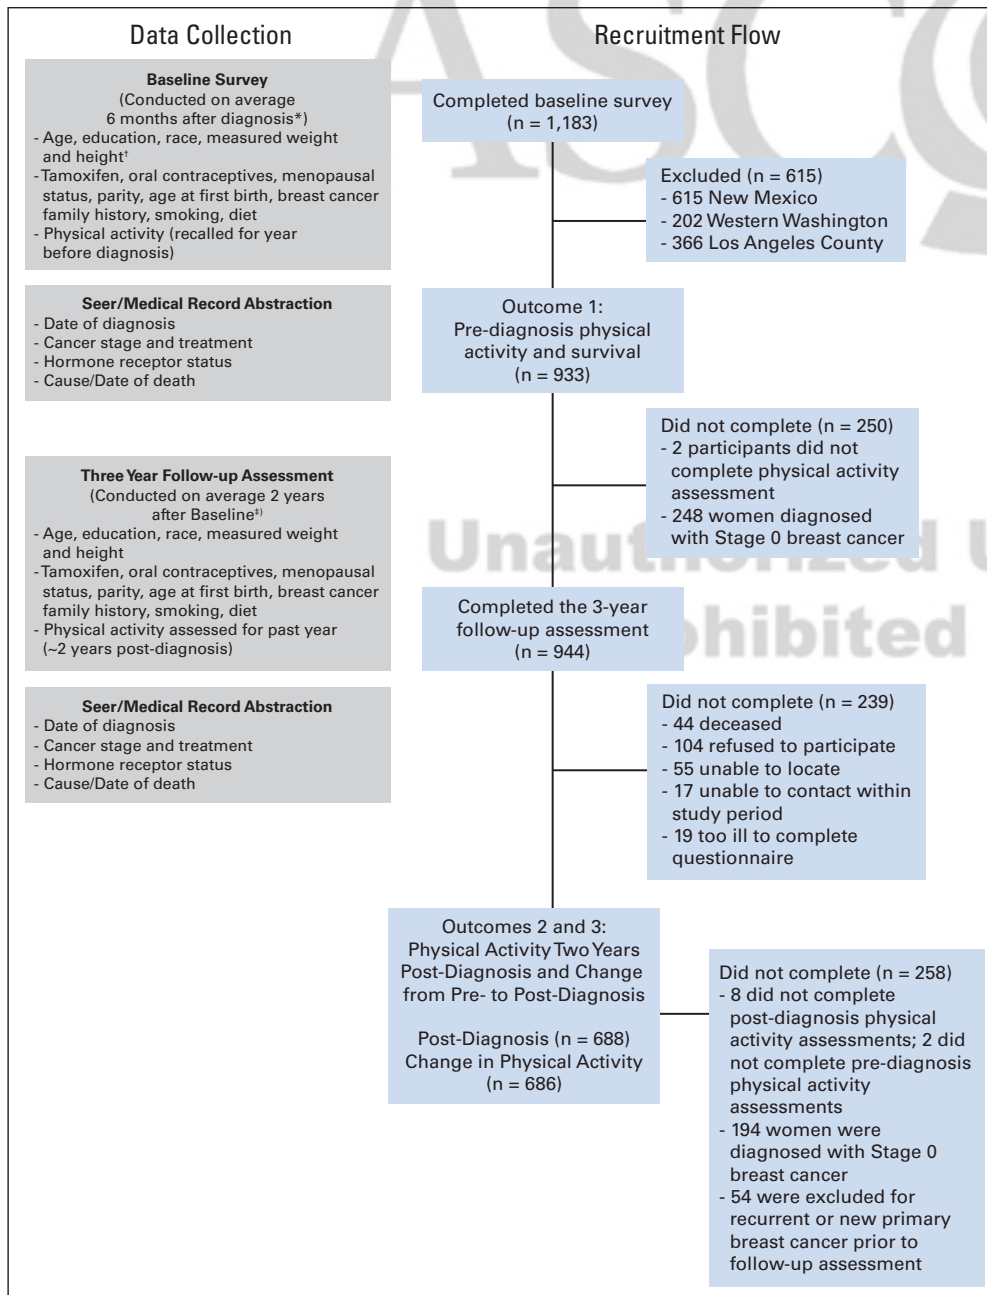 ASCO
Data Collection
Recruitment Flow
Baseline Survey
(Conducted on average
6 months after diagnosis*)
- Age, education, race, measured weight
and height†
- Tamoxifen, oral contraceptives, menopausal
status, parity, age at first birth, breast cancer
family history, smoking, diet
- Physical activity (recalled for year
before diagnosis)
Completed baseline survey
(n = 1,183)
Excluded (n = 615)
- 615 New Mexico
- 202 Western Washington
- 366 Los Angeles County
Seer/Medical Record Abstraction
- Date of diagnosis
- Cancer stage and treatment
- Hormone receptor status
- Cause/Date of death
Outcome 1:
Pre-diagnosis physical
activity and survival
(n = 933)
Did not complete (n = 250)
- 2 participants did not
complete physical activity
assessment
- 248 women diagnosed
with Stage 0 breast cancer
Three Year Follow-up Assessment
(Conducted on average 2 years
after Baseline‡)
- Age, education, race, measured weight
and height
- Tamoxifen, oral contraceptives, menopausal
status, parity, age at first birth, breast cancer
family history, smoking, diet
- Physical activity assessed for past year
(~2 years post-diagnosis)
Unauthorized U
Completed the 3-year
follow-up assessment
(n = 944)
ohibited
Seer/Medical Record Abstraction
- Date of diagnosis
- Cancer stage and treatment
- Hormone receptor status
- Cause/Date of death
Did not complete (n = 239)
- 44 deceased
- 104 refused to participate
- 55 unable to locate
- 17 unable to contact within
study period
- 19 too ill to complete
questionnaire
Outcomes 2 and 3:
Physical Activity Two Years
Post-Diagnosis and Change
from Pre- to Post-Diagnosis
Post-Diagnosis (n = 688)
Change in Physical Activity
(n = 686)
Did not complete (n = 258)
- 8 did not complete
post-diagnosis physical
activity assessments; 2 did
not complete pre-diagnosis
physical activity
assessments
- 194 women were
diagnosed with Stage 0
breast cancer
- 54 were excluded for
recurrent or new primary
breast cancer prior to
follow-up assessment